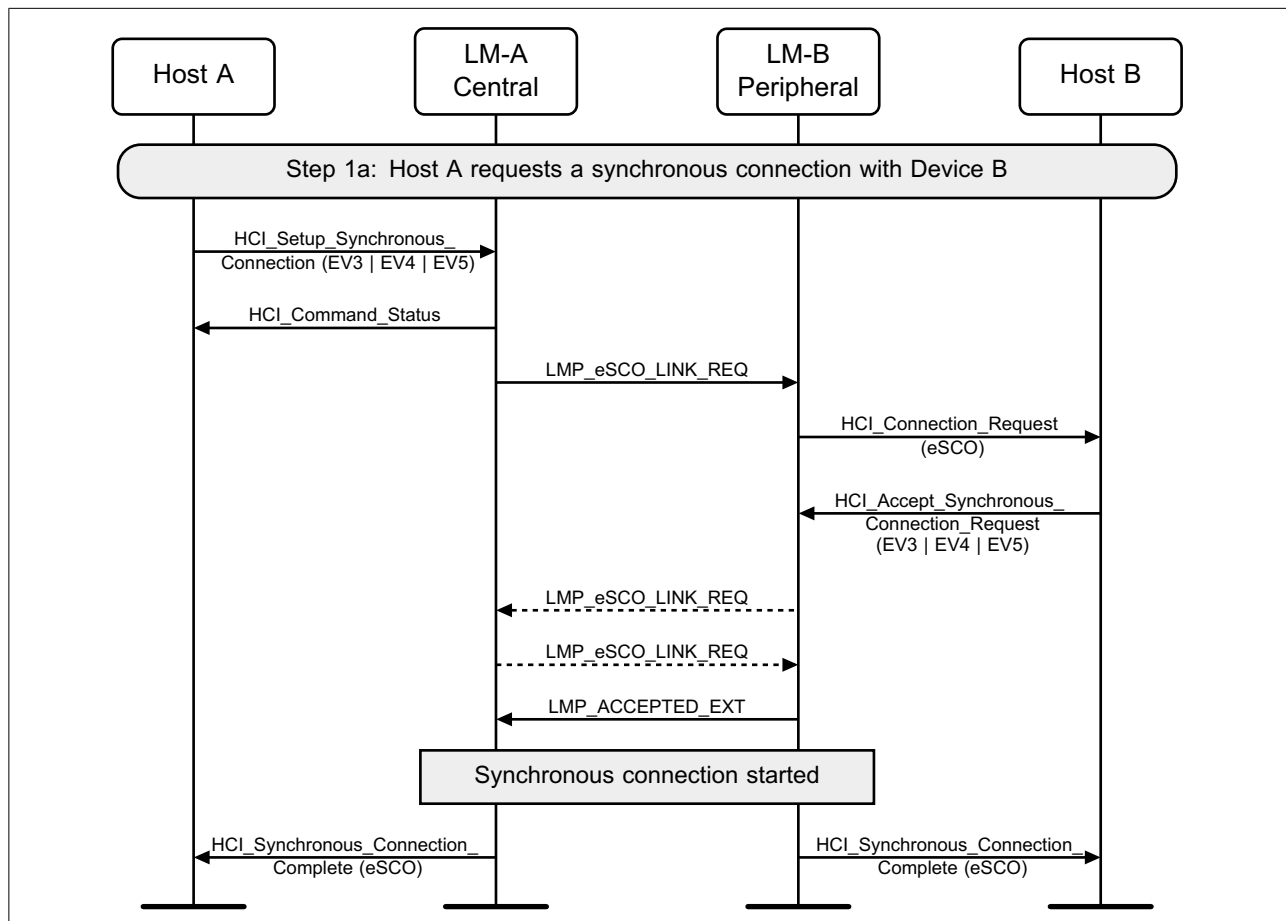 Host A
LM-A
Central
LM-B
Peripheral
Host B
Step 1a: Host A requests a synchronous connection with Device B
HCI_Setup_Synchronous_
Connection (EV3 | EV4 | EV5)
HCI_Command_Status
LMP_eSCO_LINK_REQ
HCI_Connection_Request
(eSCO)
HCI_Accept_Synchronous_
Connection_Request
(EV3 | EV4 | EV5)
LMP_eSCO_LINK_REQ
LMP_eSCO_LINK_REQ
LMP_ACCEPTED_EXT
Synchronous connection started
HCI_Synchronous_Connection_
Complete (eSCO)
HCI_Synchronous_Connection_
Complete (eSCO)